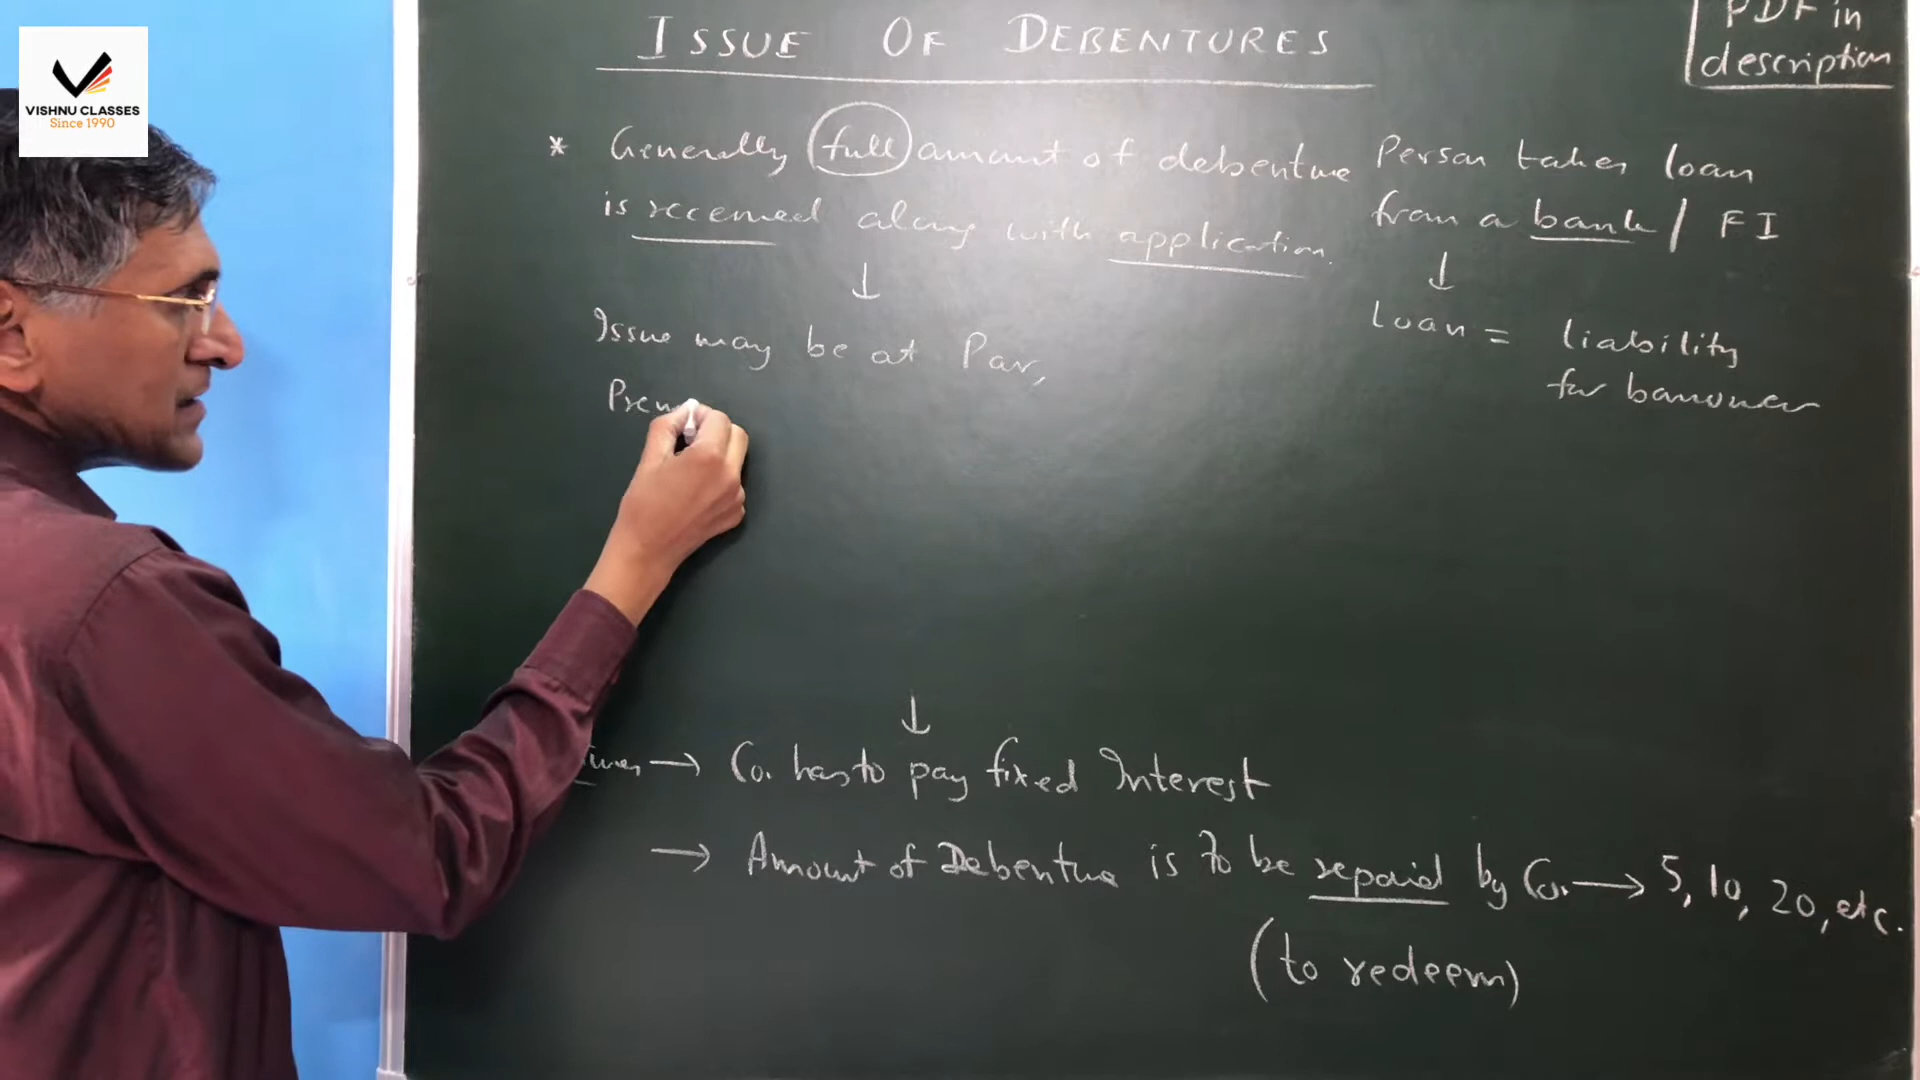 VISHNU CLASSES
Since 1990
ISSUE OF DEBENTURES
PDF in
description
* Generally full amount of debenture
is received along with application.
↓
Issue may be at Par,
Prem
Person takes loan
from a bank / FI
↓
Loan = liability
for borrower
↓
→ Co. has to pay fixed Interest
→ Amount of Debenture is to be repaid by Co. → 5, 10, 20, etc.
(to redeem)